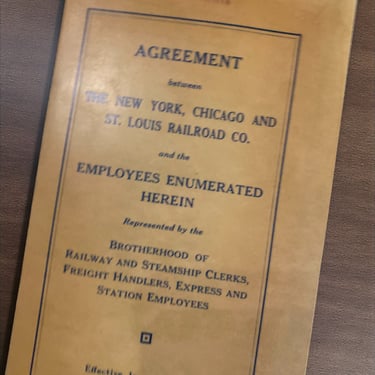 AGREEMENT
between
THE NEW YORK, CHICAGO AND
ST. LOUIS RAILROAD CO.
and the
EMPLOYEES ENUMERATED
HEREIN
Represented by the
BROTHERHOOD OF
RAILWAY AND STEAMSHIP CLERKS,
FREIGHT HANDLERS, EXPRESS AND
STATION EMPLOYEES
Effective